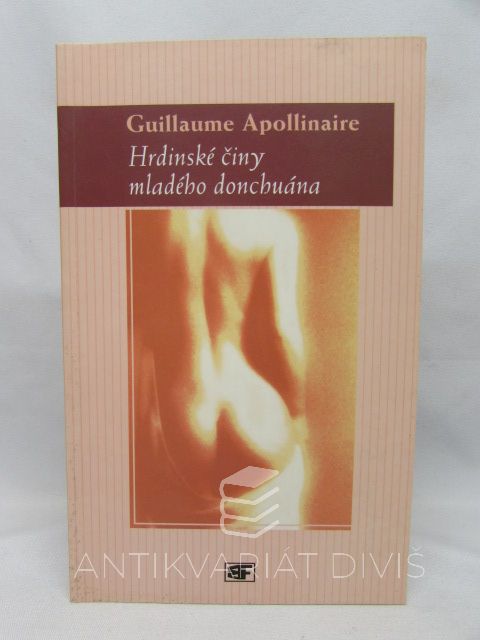 Guillaume Apollinaire
Hrdinské činy
mladého donchuána
ANTIKVARIÁT DIVIŠ